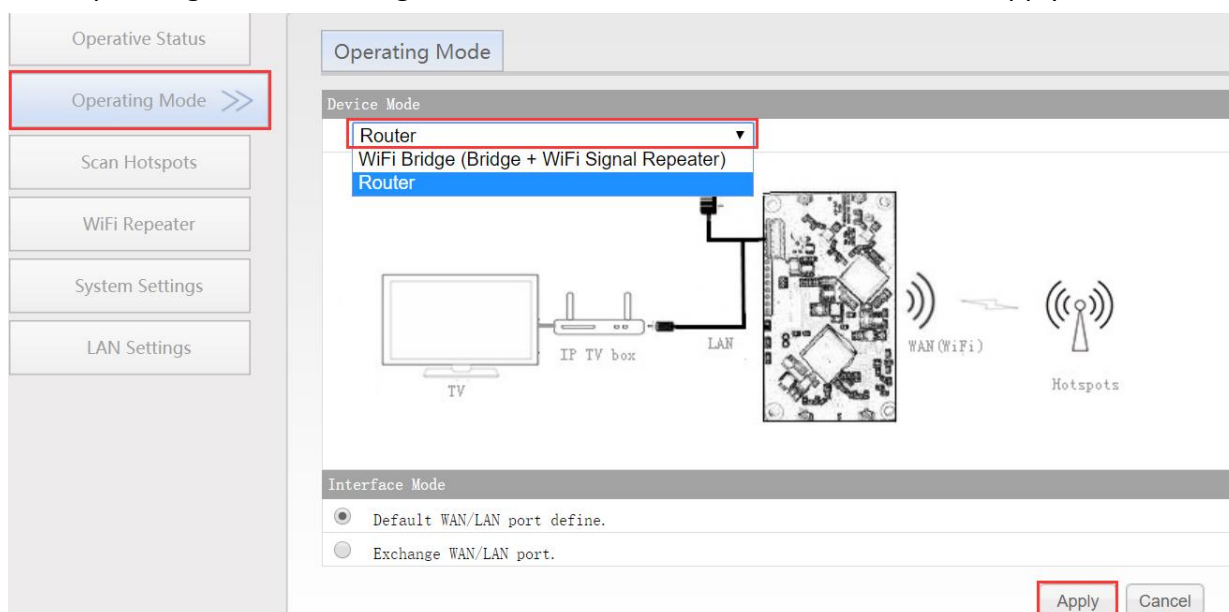 Operative Status
Operating Mode
Operating Mode
Device Mode
Router
WiFi Bridge (Bridge + WiFi Signal Repeater)
Router
Scan Hotspots
WiFi Repeater
System Settings
LAN Settings
IP TV box
LAN
WAN(WiFi)
TV
Hotspots
Interface Mode
Default WAN/LAN port define.
Exchange WAN/LAN port.
Apply
Cancel